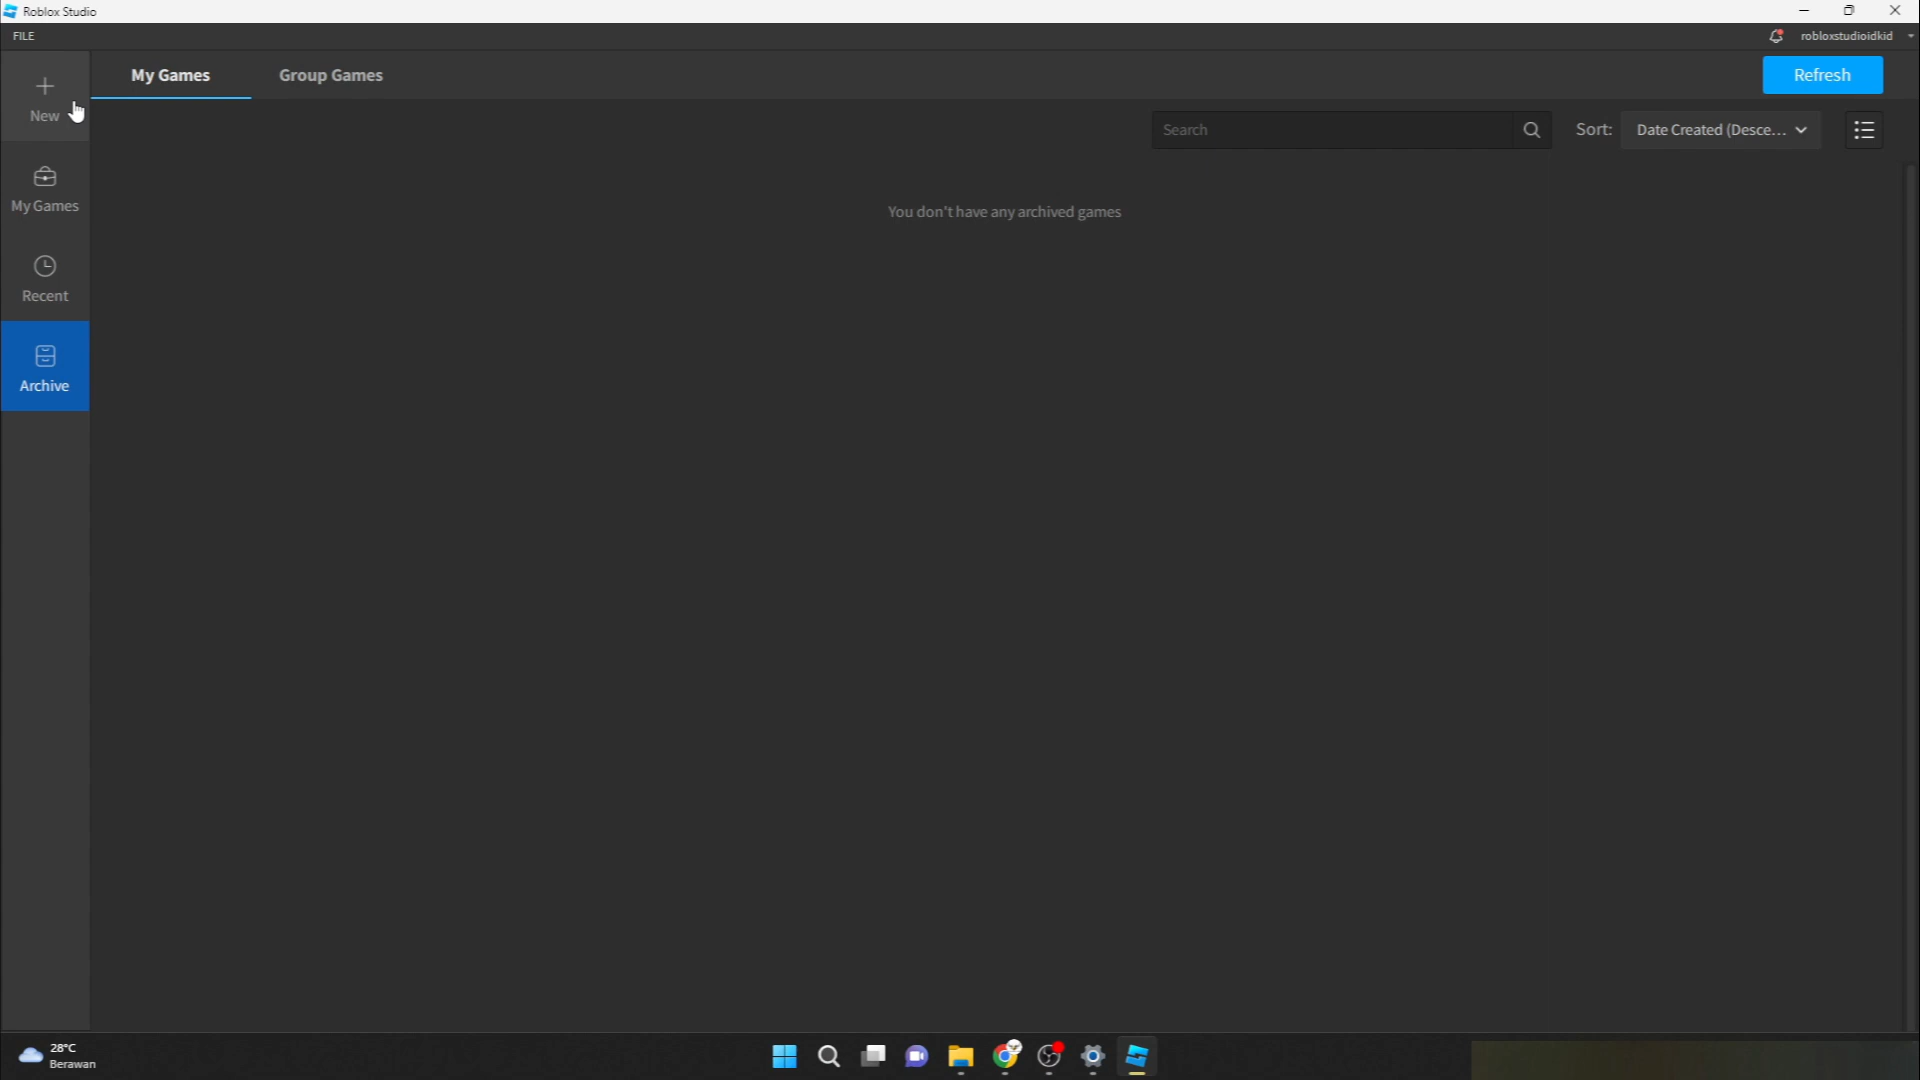 Roblox Studio
FILE
robloxstudioidkid
New
My Games
Group Games
Refresh
Search
Sort:
Date Created (Desce...
My Games
You don't have any archived games
Recent
Archive
28°C
Berawan